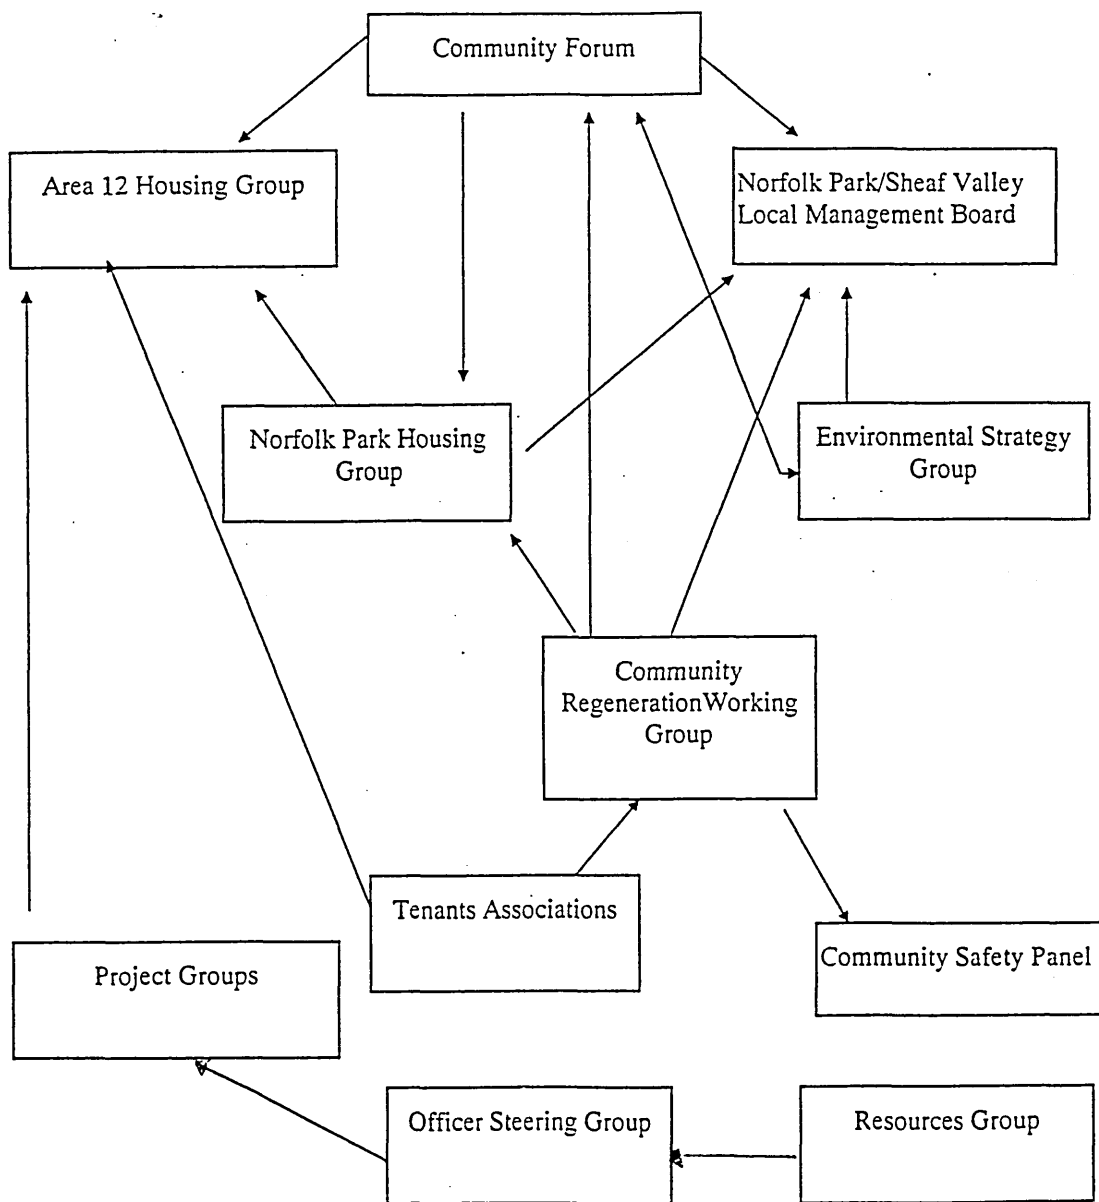 Community Forum
Area 12 Housing Group
Norfolk Park/Sheaf Valley
Local Management Board
Norfolk Park Housing
Group
Environmental Strategy
Group
Community
RegenerationWorking
Group
Tenants Associations
Community Safety Panel
Project Groups
Officer Steering Group
Resources Group